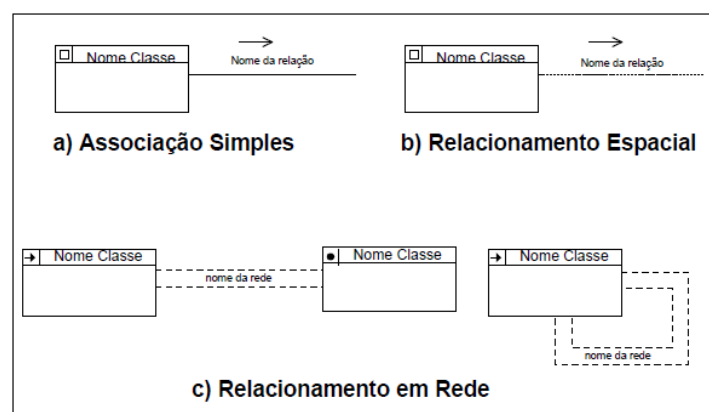 Nome Classe
Nome da relação
Nome Classe
Nome da relação
a) Associação Simples
b) Relacionamento Espacial
Nome Classe
nome da rede
Nome Classe
Nome Classe
nome da rede
c) Relacionamento em Rede